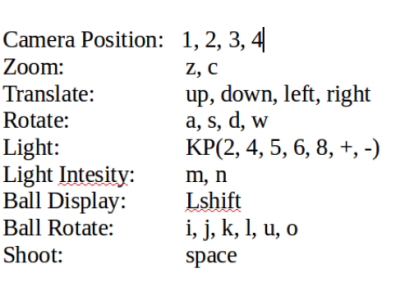 Camera Position: 1, 2, 3, 4
Zoom: z, c
Translate: up, down, left, right
Rotate: a, s, d, w
Light: KP(2, 4, 5, 6, 8, +, -)
Light Intesity: m, n
Ball Display: Lshift
Ball Rotate: i, j, k, l, u, o
Shoot: space